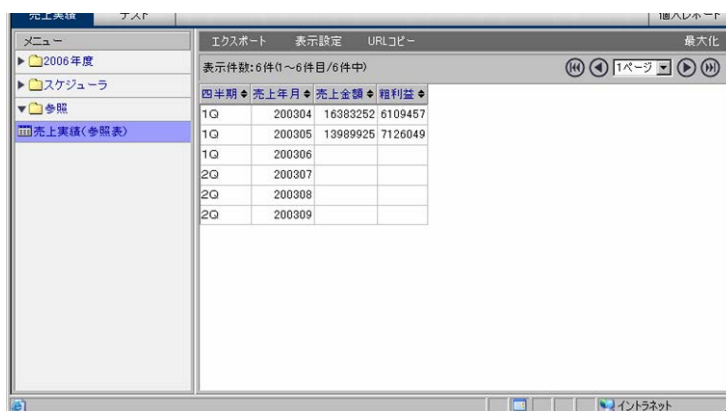 売上実績 テスト 個人レポート
メニュー
エクスポート 表示設定 URLコピー 最大化
2006年度
スケジューラ
参照
売上実績(参照表)
表示件数:6件(1～6件目/6件中) 1ページ
四半期 売上年月 売上金額 粗利益
1Q 200304 16383252 6109457
1Q 200305 13989925 7126049
1Q 200306
2Q 200307
2Q 200308
2Q 200309
イントラネット